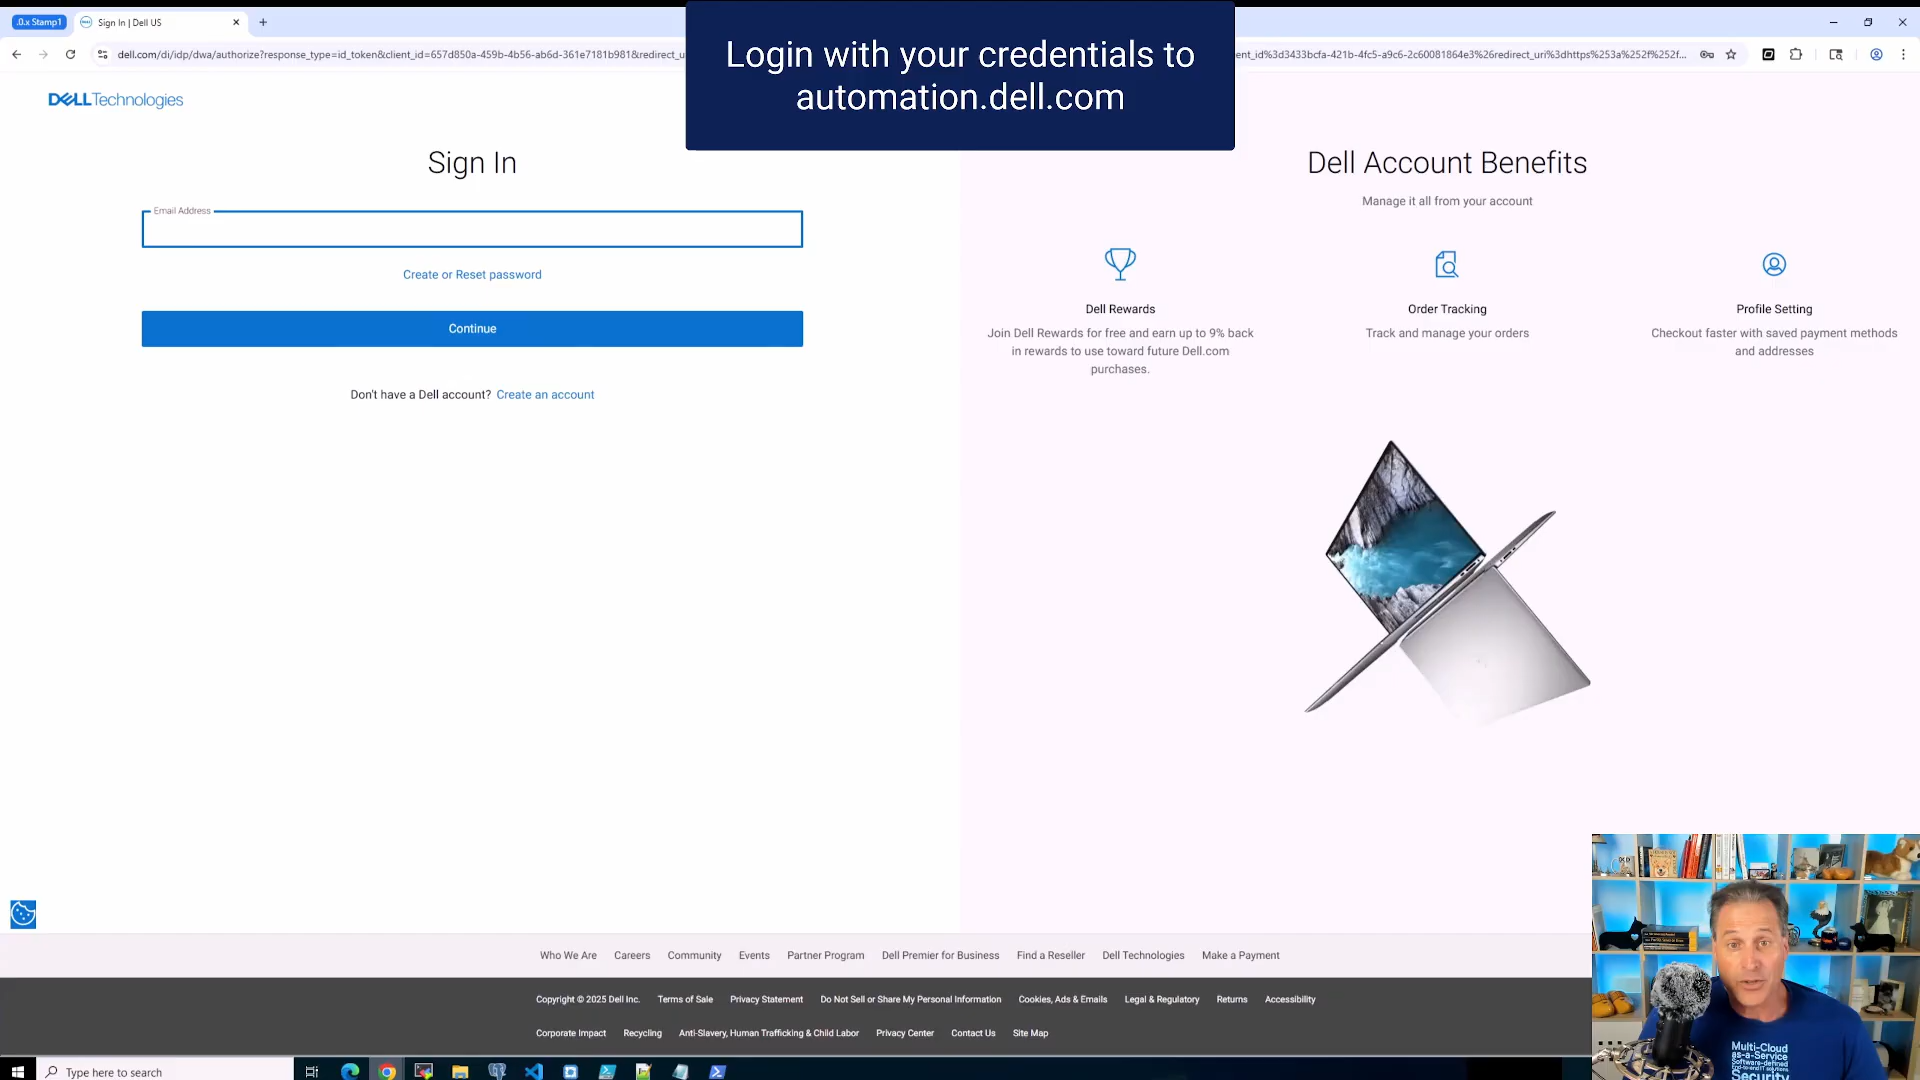 .0.x Stamp1
Sign In | Dell US
dell.com/di/idp/dwa/authorize?response_type=id_token&client_id=657d850a-459b-4b56-ab6d-361e7181b981&redirect_u
ent_id%3d3433bcfa-421b-4fc5-a9c6-2c60081864e3%26redirect_uri%3dhttps%253a%252f%252f...
Login with your credentials to
automation.dell.com
DELLTechnologies
Sign In
Email Address
Create or Reset password
Continue
Don't have a Dell account? Create an account
Dell Account Benefits
Manage it all from your account
Dell Rewards
Join Dell Rewards for free and earn up to 9% back
in rewards to use toward future Dell.com
purchases.
Order Tracking
Track and manage your orders
Profile Setting
Checkout faster with saved payment methods
and addresses
Who We Are Careers Community Events Partner Program Dell Premier for Business Find a Reseller Dell Technologies Make a Payment
Copyright © 2025 Dell Inc. Terms of Sale Privacy Statement Do Not Sell or Share My Personal Information Cookies, Ads & Emails Legal & Regulatory Returns Accessibility
Corporate Impact Recycling Anti-Slavery, Human Trafficking & Child Labor Privacy Center Contact Us Site Map
Multi-Cloud
as-a-Service
Software-defined
End-to-end IT solutions
Security
Type here to search